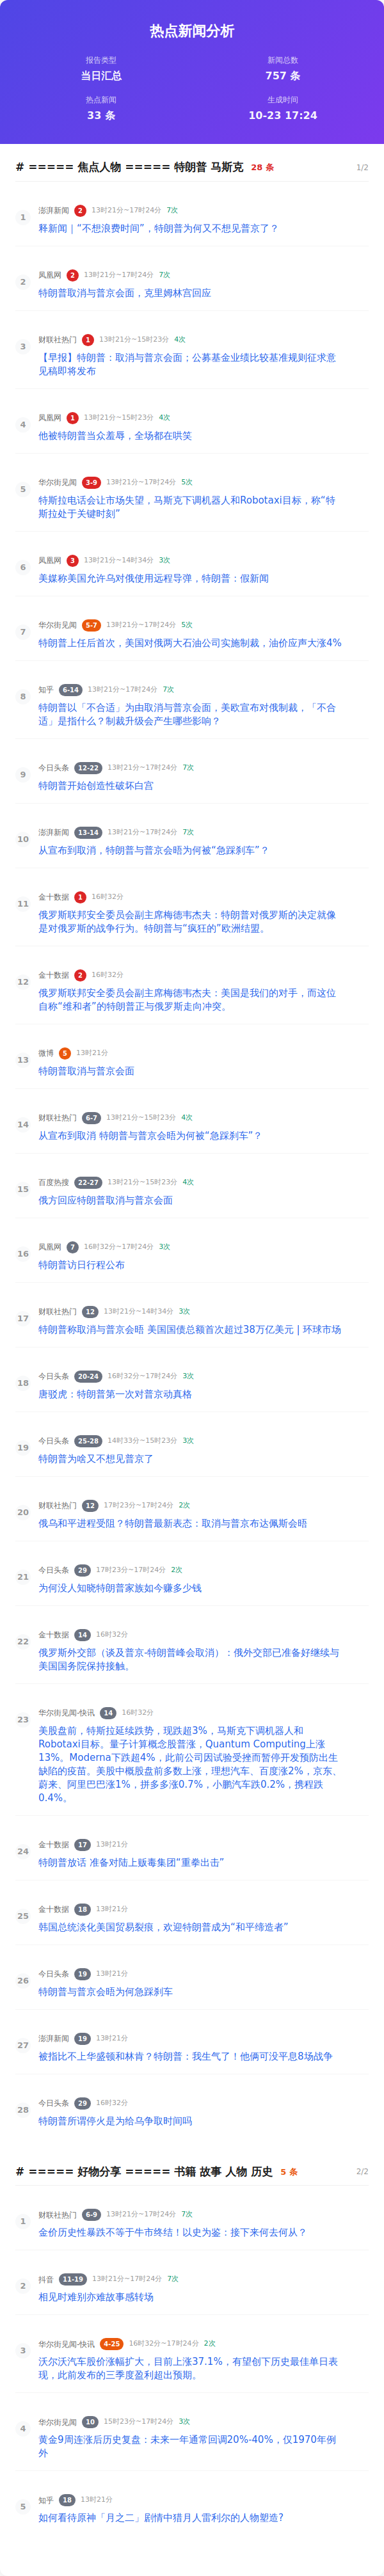 热点新闻分析
报告类型
当日汇总
新闻总数
757 条
热点新闻
33 条
生成时间
10-23 17:24
# ===== 焦点人物 ===== 特朗普 马斯克 28 条 1/2
1
澎湃新闻 2 13时21分~17时24分 7次
释新闻｜“不想浪费时间”，特朗普为何又不想见普京了？
2
凤凰网 2 13时21分~17时24分 7次
特朗普取消与普京会面，克里姆林宫回应
3
财联社热门 1 13时21分~15时23分 4次
【早报】特朗普：取消与普京会面；公募基金业绩比较基准规则征求意
见稿即将发布
4
凤凰网 1 13时21分~15时23分 4次
他被特朗普当众羞辱，全场都在哄笑
5
华尔街见闻 3-9 13时21分~17时24分 5次
特斯拉电话会让市场失望，马斯克下调机器人和Robotaxi目标，称“特
斯拉处于关键时刻”
6
凤凰网 3 13时21分~14时34分 3次
美媒称美国允许乌对俄使用远程导弹，特朗普：假新闻
7
华尔街见闻 5-7 13时21分~17时24分 5次
特朗普上任后首次，美国对俄两大石油公司实施制裁，油价应声大涨4%
8
知乎 6-14 13时21分~17时24分 7次
特朗普以「不合适」为由取消与普京会面，美欧宣布对俄制裁，「不合
适」是指什么？制裁升级会产生哪些影响？
9
今日头条 12-22 13时21分~17时24分 7次
特朗普开始创造性破坏白宫
10
澎湃新闻 13-14 13时21分~17时24分 7次
从宣布到取消，特朗普与普京会晤为何被“急踩刹车”？
11
金十数据 1 16时32分
俄罗斯联邦安全委员会副主席梅德韦杰夫：特朗普对俄罗斯的决定就像
是对俄罗斯的战争行为。特朗普与“疯狂的”欧洲结盟。
12
金十数据 2 16时32分
俄罗斯联邦安全委员会副主席梅德韦杰夫：美国是我们的对手，而这位
自称“维和者”的特朗普正与俄罗斯走向冲突。
13
微博 5 13时21分
特朗普取消与普京会面
14
财联社热门 6-7 13时21分~15时23分 4次
从宣布到取消 特朗普与普京会晤为何被“急踩刹车”？
15
百度热搜 22-27 13时21分~15时23分 4次
俄方回应特朗普取消与普京会面
16
凤凰网 7 16时32分~17时24分 3次
特朗普访日行程公布
17
财联社热门 12 13时21分~14时34分 3次
特朗普称取消与普京会晤 美国国债总额首次超过38万亿美元 | 环球市场
18
今日头条 20-24 16时32分~17时24分 3次
唐驳虎：特朗普第一次对普京动真格
19
今日头条 25-28 14时33分~15时23分 3次
特朗普为啥又不想见普京了
20
财联社热门 12 17时23分~17时24分 2次
俄乌和平进程受阻？特朗普最新表态：取消与普京布达佩斯会晤
21
今日头条 29 17时23分~17时24分 2次
为何没人知晓特朗普家族如今赚多少钱
22
金十数据 14 16时32分
俄罗斯外交部（谈及普京-特朗普峰会取消）：俄外交部已准备好继续与
美国国务院保持接触。
23
华尔街见闻-快讯 14 16时32分
美股盘前，特斯拉延续跌势，现跌超3%，马斯克下调机器人和
Robotaxi目标。量子计算概念股普涨，Quantum Computing上涨
13%。Moderna下跌超4%，此前公司因试验受挫而暂停开发预防出生
缺陷的疫苗。美股中概股盘前多数上涨，理想汽车、百度涨2%，京东、
蔚来、阿里巴巴涨1%，拼多多涨0.7%，小鹏汽车跌0.2%，携程跌
0.4%。
24
金十数据 17 13时21分
特朗普放话 准备对陆上贩毒集团“重拳出击”
25
金十数据 18 13时21分
韩国总统淡化美国贸易裂痕，欢迎特朗普成为“和平缔造者”
26
今日头条 19 13时21分
特朗普与普京会晤为何急踩刹车
27
澎湃新闻 19 13时21分
被指比不上华盛顿和林肯？特朗普：我生气了！他俩可没平息8场战争
28
今日头条 29 16时32分
特朗普所谓停火是为给乌争取时间吗
# ===== 好物分享 ===== 书籍 故事 人物 历史 5 条 2/2
1
财联社热门 6-9 13时21分~17时24分 7次
金价历史性暴跌不等于牛市终结！以史为鉴：接下来何去何从？
2
抖音 11-19 13时21分~17时24分 7次
相见时难别亦难故事感转场
3
华尔街见闻-快讯 4-25 16时32分~17时24分 2次
沃尔沃汽车股价涨幅扩大，目前上涨37.1%，有望创下历史最佳单日表
现，此前发布的三季度盈利超出预期。
4
华尔街见闻 10 15时23分~17时24分 3次
黄金9周连涨后历史复盘：未来一年通常回调20%-40%，仅1970年例
外
5
知乎 18 13时21分
如何看待原神「月之二」剧情中猎月人雷利尔的人物塑造?